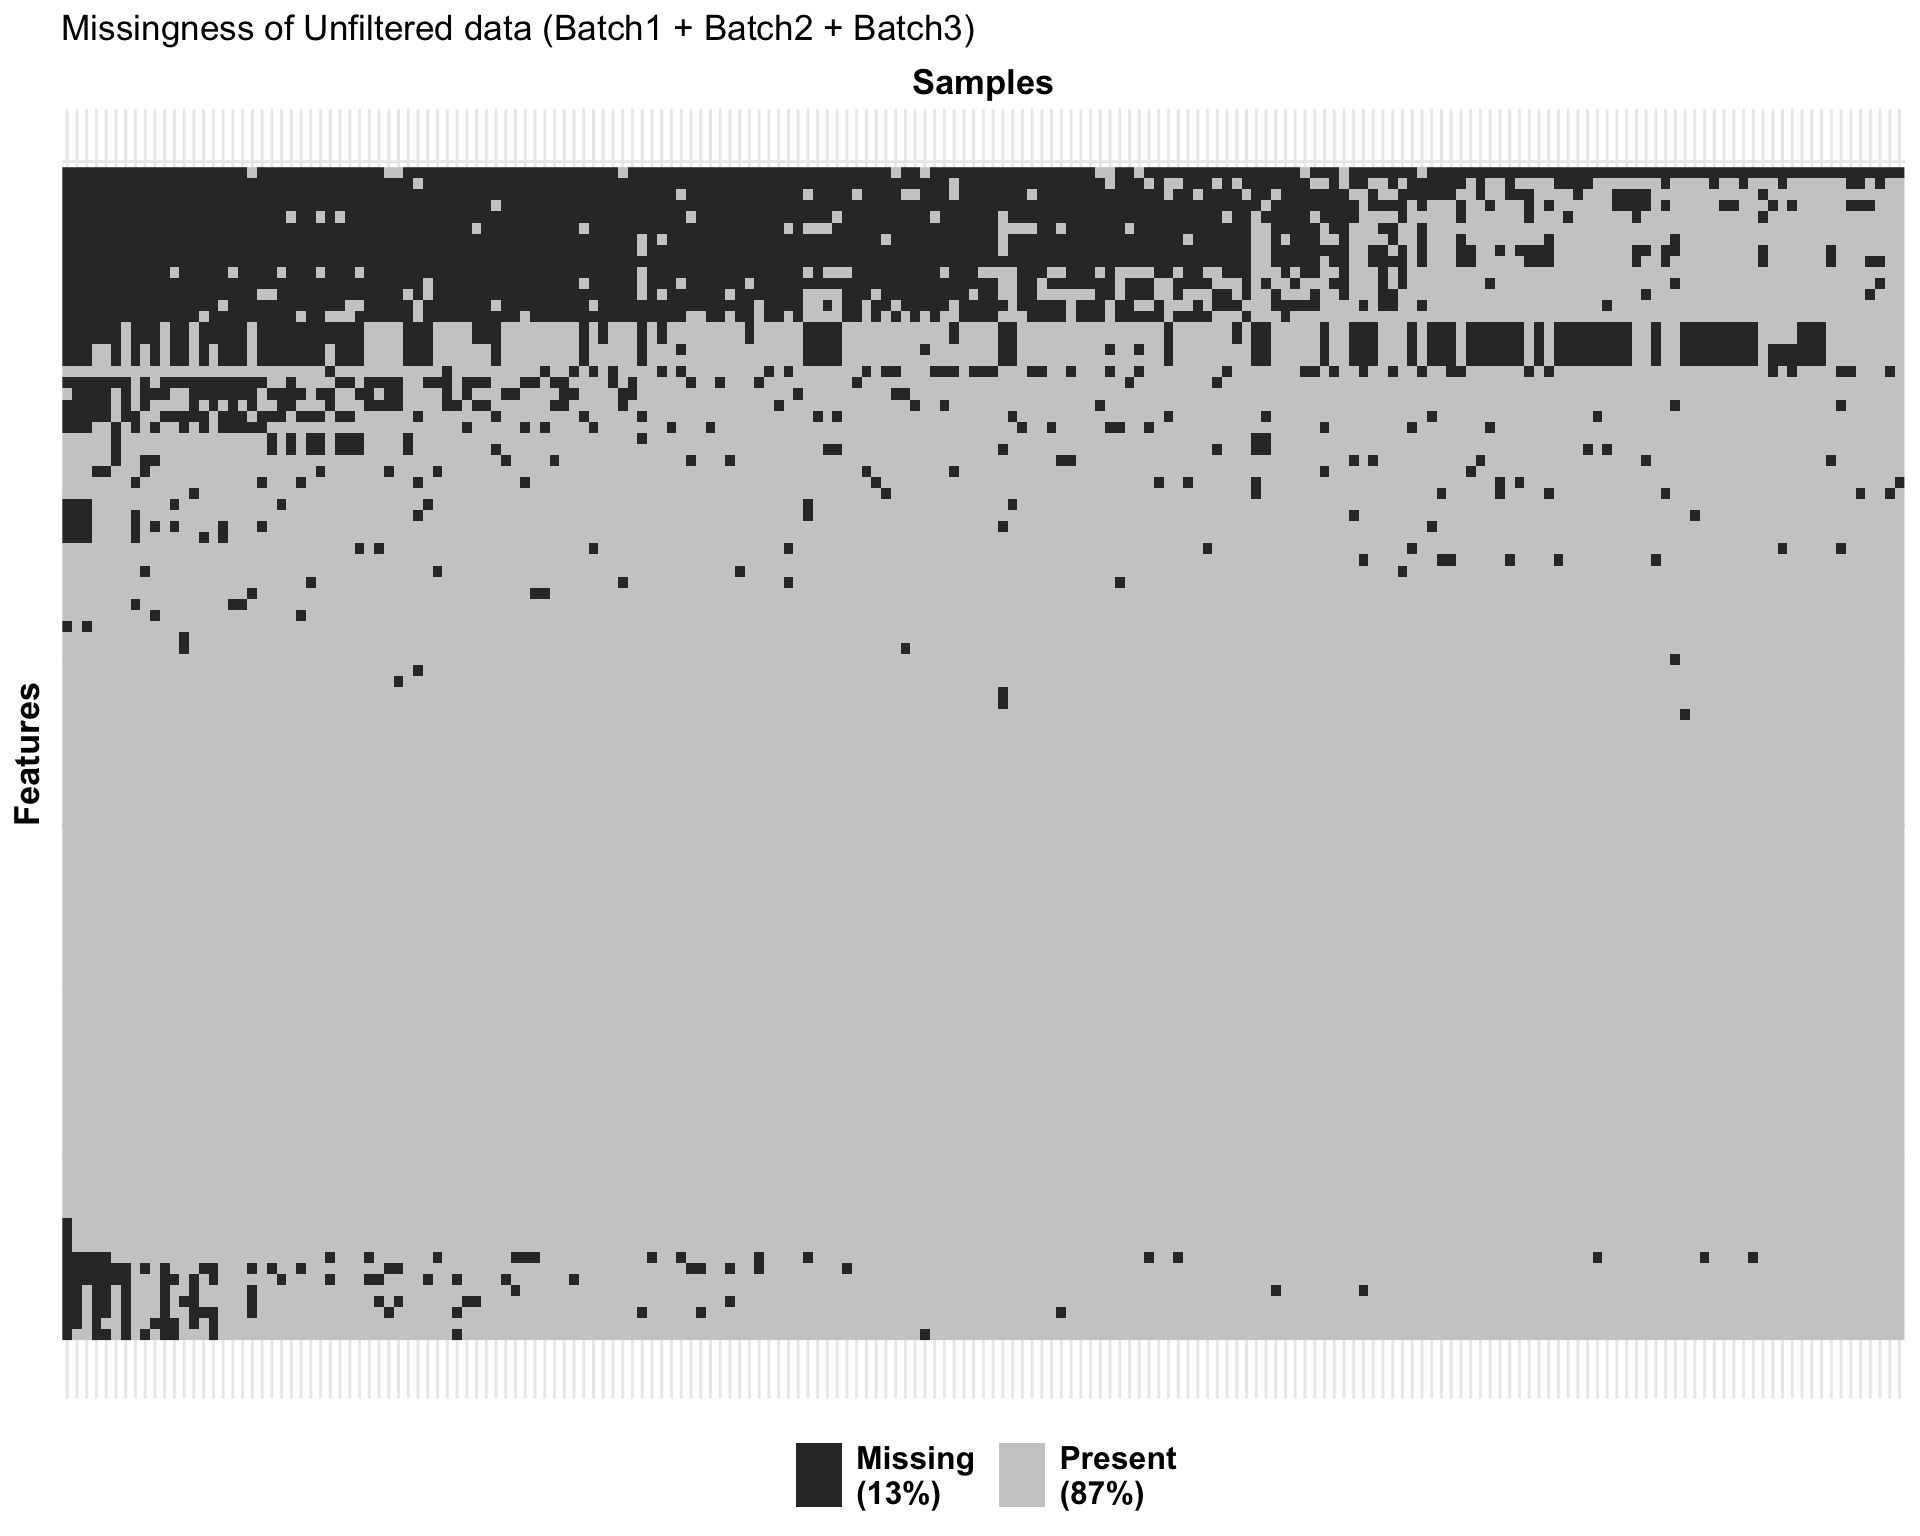 Missingness of Unfiltered data (Batch1 + Batch2 + Batch3)
Samples
Features
Missing
(13%)
Present
(87%)